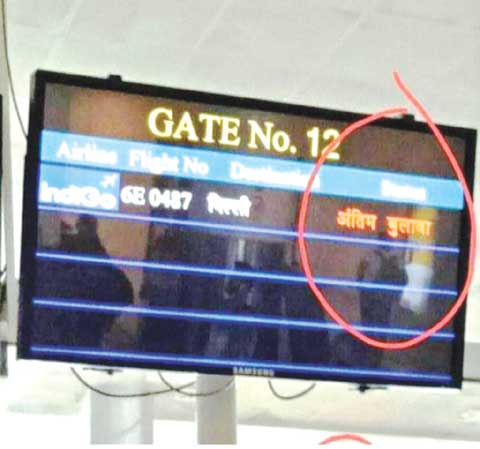 GATE No. 12
Airline Flight No Destination Status
IndiGo 6E 0487 दिल्ली अंतिम बुलावा
SAMSUNG